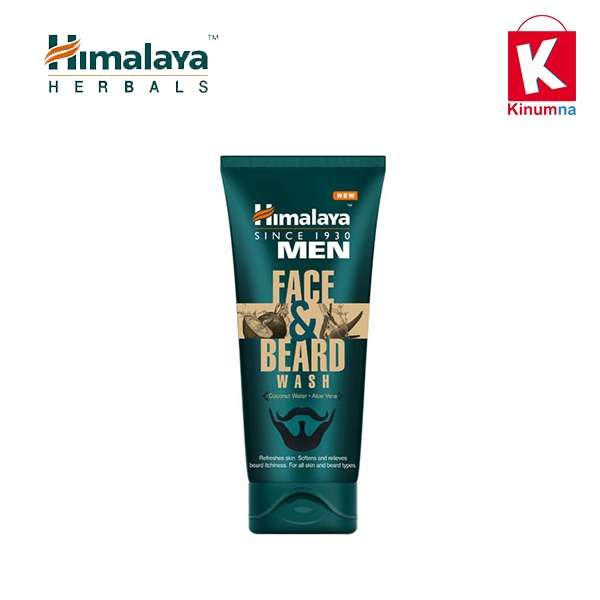 Himalaya™
HERBALS
K
Kinumna
NEW
Himalaya™
SINCE 1930
MEN
FACE
&
BEARD
WASH
Coconut Water • Aloe Vera
Refreshes skin. Softens and relieves
beard itchiness. For all skin and beard types.